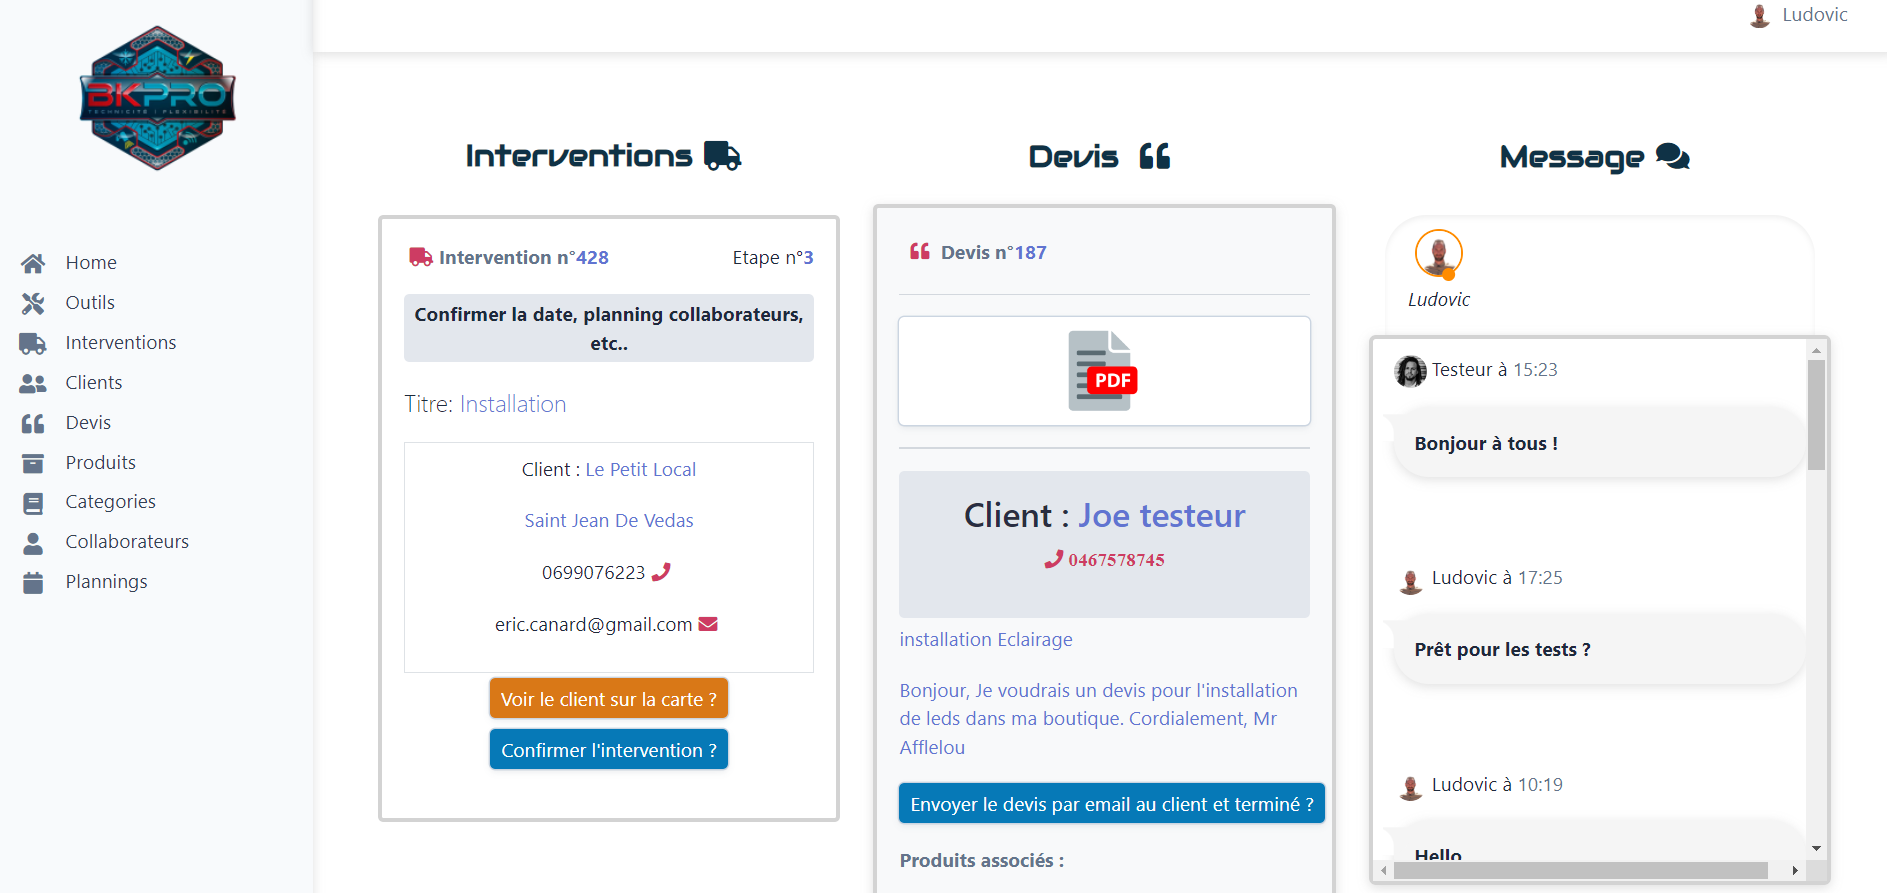 BKPRO
TECHNICITÉ | FLEXIBILITÉ
Ludovic
Home
Outils
Interventions
Clients
Devis
Produits
Categories
Collaborateurs
Plannings
Interventions
Intervention n°428
Etape n°3
Confirmer la date, planning collaborateurs,
etc..
Titre: Installation
Client : Le Petit Local
Saint Jean De Vedas
0699076223
eric.canard@gmail.com
Voir le client sur la carte ?
Confirmer l'intervention ?
Devis
Devis n°187
PDF
Client : Joe testeur
0467578745
installation Eclairage
Bonjour, Je voudrais un devis pour l'installation
de leds dans ma boutique. Cordialement, Mr
Afflelou
Envoyer le devis par email au client et terminé ?
Produits associés :
Message
Ludovic
Testeur à 15:23
Bonjour à tous !
Ludovic à 17:25
Prêt pour les tests ?
Ludovic à 10:19
Hello